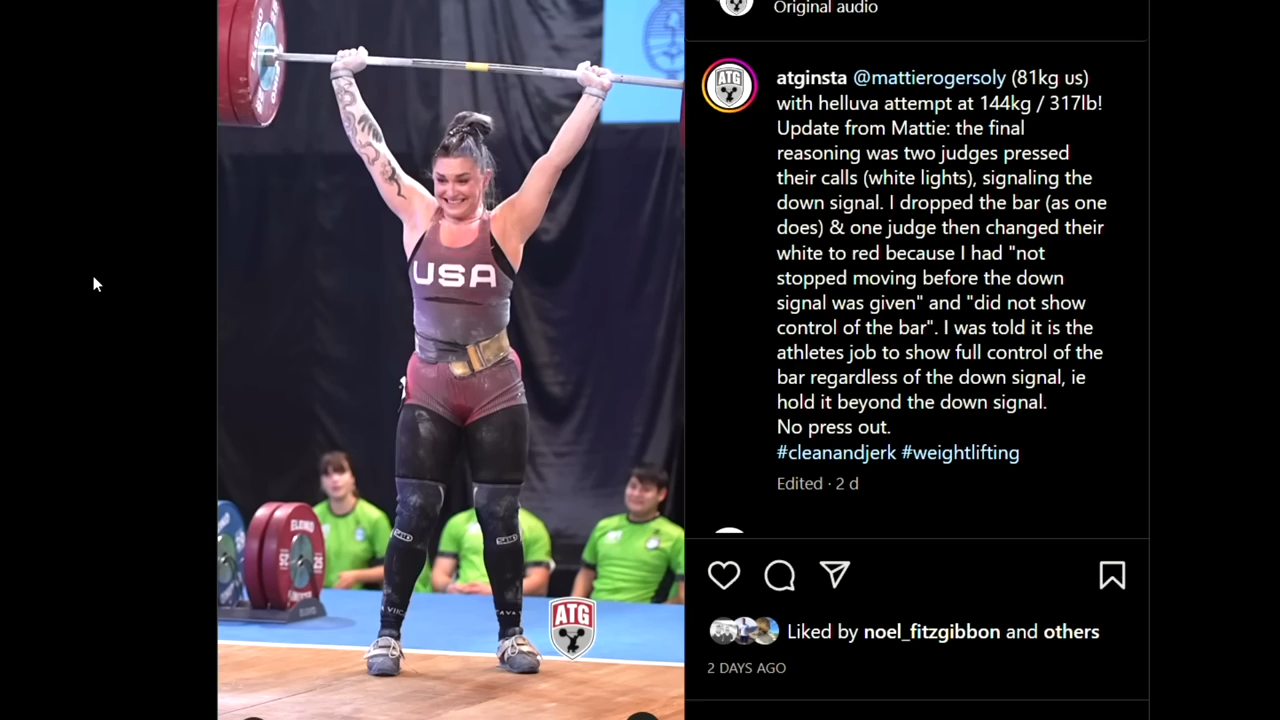 Original audio
ATG
atginsta @mattierogersoly (81kg us)
with helluva attempt at 144kg / 317lb!
Update from Mattie: the final
reasoning was two judges pressed
their calls (white lights), signaling the
down signal. I dropped the bar (as one
does) & one judge then changed their
white to red because I had "not
stopped moving before the down
signal was given" and "did not show
control of the bar". I was told it is the
athletes job to show full control of the
bar regardless of the down signal, ie
hold it beyond the down signal.
No press out.
#cleanandjerk #weightlifting
Edited · 2 d
Liked by noel_fitzgibbon and others
2 DAYS AGO
USA
ELEIKO
25
ATG